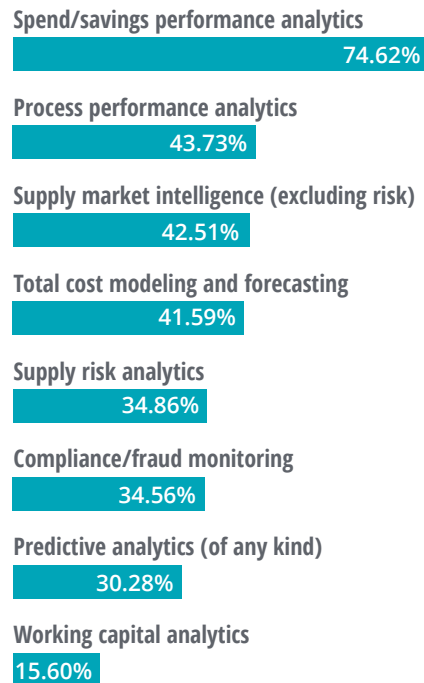 Spend/savings performance analytics
74.62%
Process performance analytics
43.73%
Supply market intelligence (excluding risk)
42.51%
Total cost modeling and forecasting
41.59%
Supply risk analytics
34.86%
Compliance/fraud monitoring
34.56%
Predictive analytics (of any kind)
30.28%
Working capital analytics
15.60%